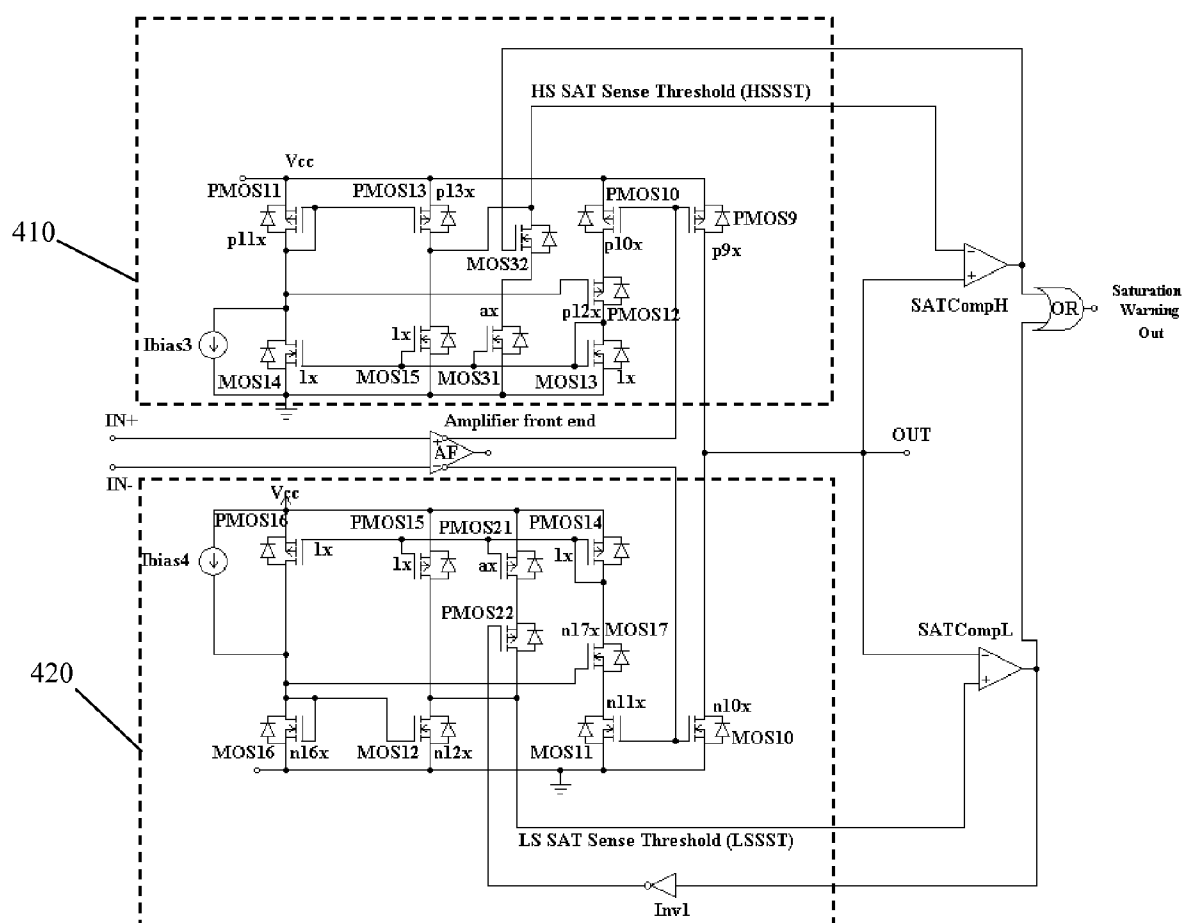 HS SAT Sense Threshold (HSSST)
Vcc
PMOS11
PMOS13
p13x
PMOS10
PMOS9
410
p11x
MOS32
p10x
p9x
ax
p12x
PMOS12
1x
Ibias3
MOS14
1x
MOS15
MOS31
MOS13
1x
-
+
SATCompH
OR
Saturation
Warning
Out
IN+
Amplifier front end
+
AF
-
OUT
IN-
Vcc
PMOS16
PMOS15
PMOS21
PMOS14
Ibias4
1x
1x
ax
1x
PMOS22
n17x
MOS17
SATCompL
-
+
420
n11x
n10x
MOS16
n16x
MOS12
n12x
MOS11
MOS10
LS SAT Sense Threshold (LSSST)
Inv1